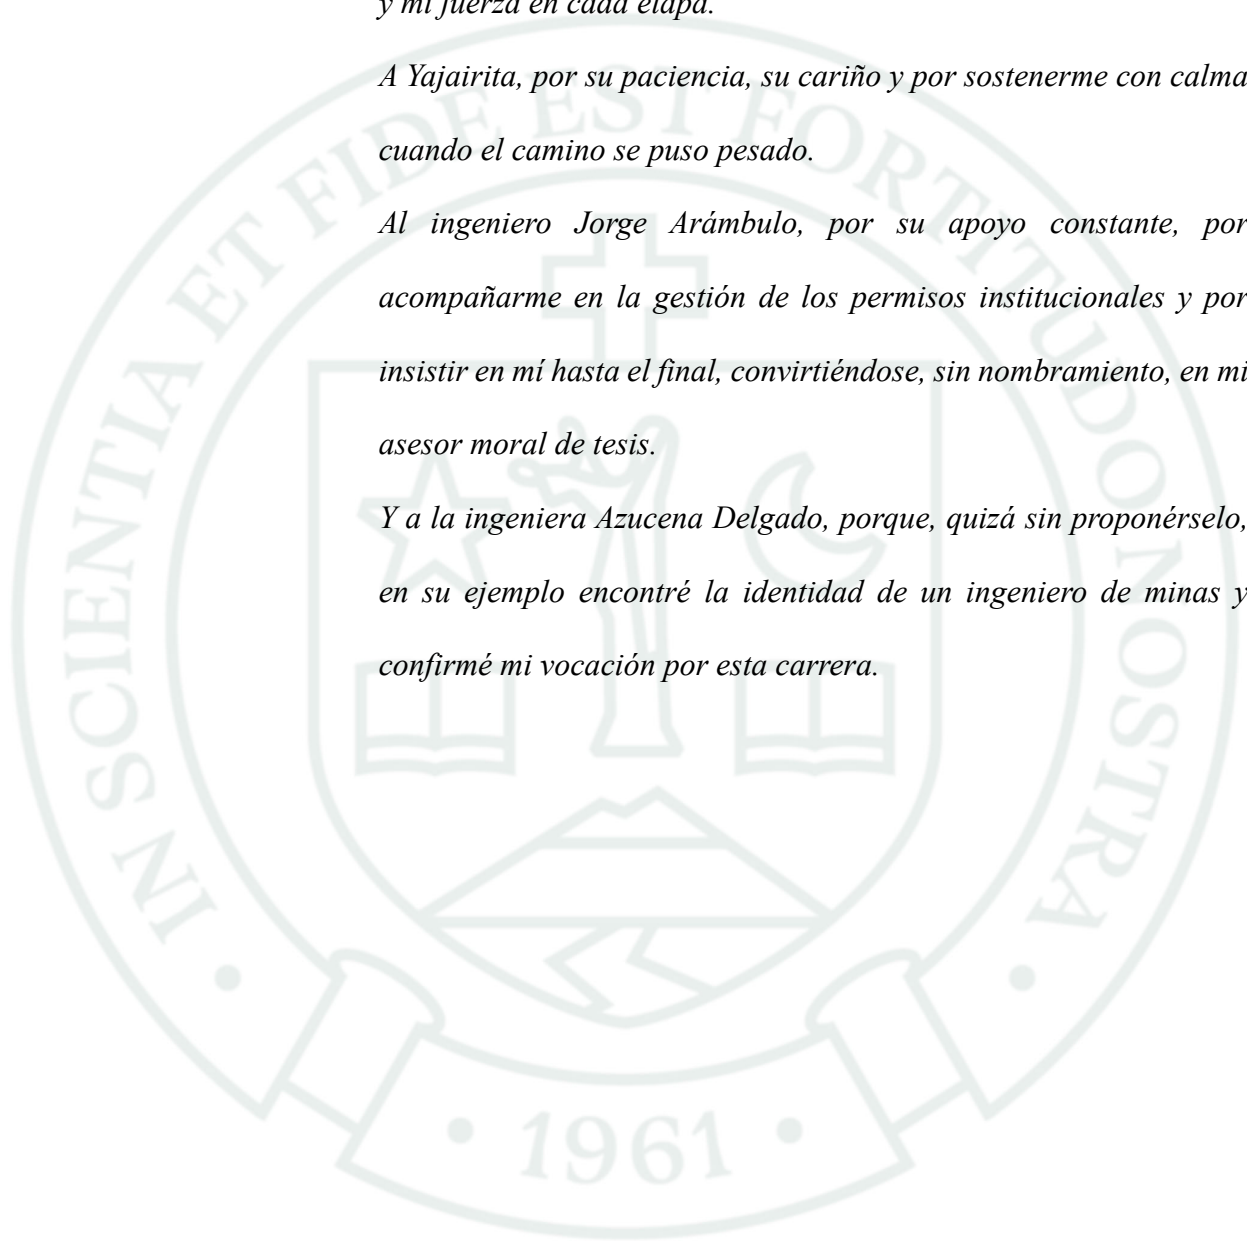 y mi fuerza en cada etapa.
A Yajairita, por su paciencia, su cariño y por sostenerme con calma
cuando el camino se puso pesado.
Al ingeniero Jorge Arámbulo, por su apoyo constante, por
acompañarme en la gestión de los permisos institucionales y por
insistir en mí hasta el final, convirtiéndose, sin nombramiento, en mi
asesor moral de tesis.
Y a la ingeniera Azucena Delgado, porque, quizá sin proponérselo,
en su ejemplo encontré la identidad de un ingeniero de minas y
confirmé mi vocación por esta carrera.
IN SCIENTIA ET FIDE EST FORTITUDO NOSTRA
• 1961 •